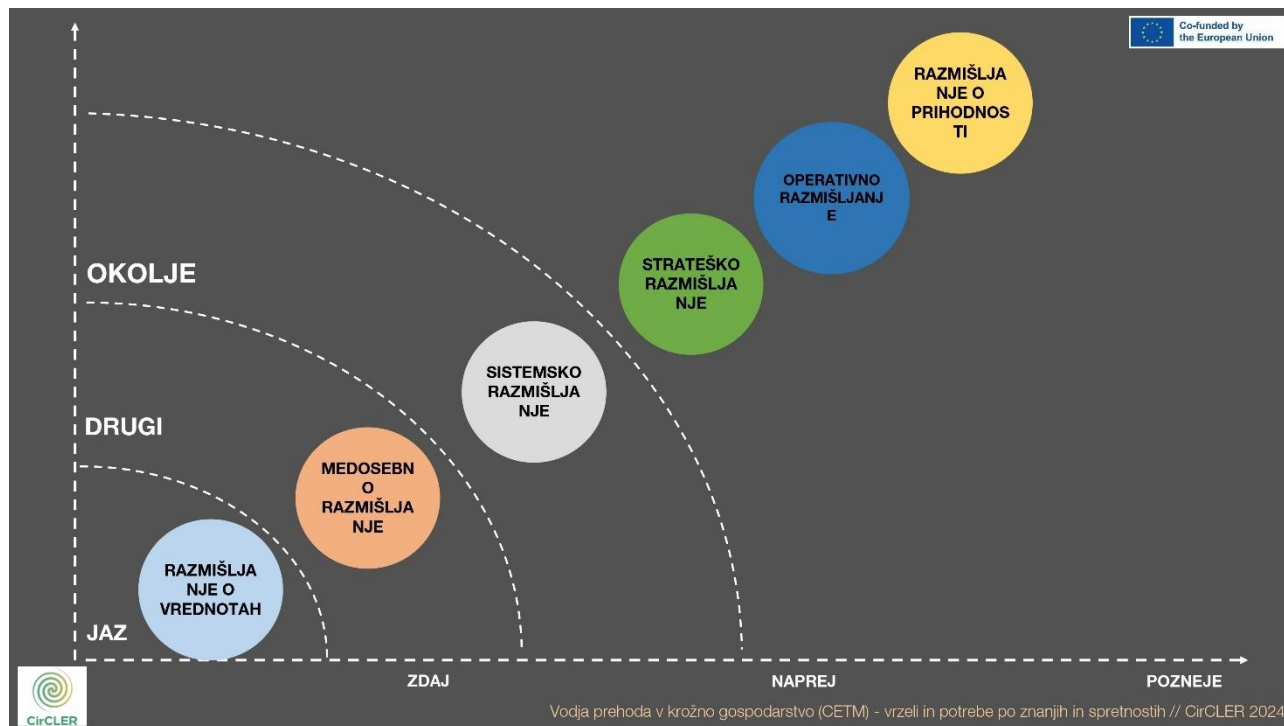 Co-funded by
the European Union
RAZMIŠLJA
NJE O
PRIHODNOS
TI
OPERATIVNO
RAZMIŠLJANJ
E
OKOLJE
STRATEŠKO
RAZMIŠLJA
NJE
SISTEMSKO
RAZMIŠLJA
NJE
DRUGI
MEDOSEBN
O
RAZMIŠLJA
NJE
RAZMIŠLJA
NJE O
VREDNOTAH
JAZ
ZDAJ
NAPREJ
POZNEJE
CirCLER
Vodja prehoda v krožno gospodarstvo (CETM) - vrzeli in potrebe po znanjih in spretnostih // CirCLER 2024